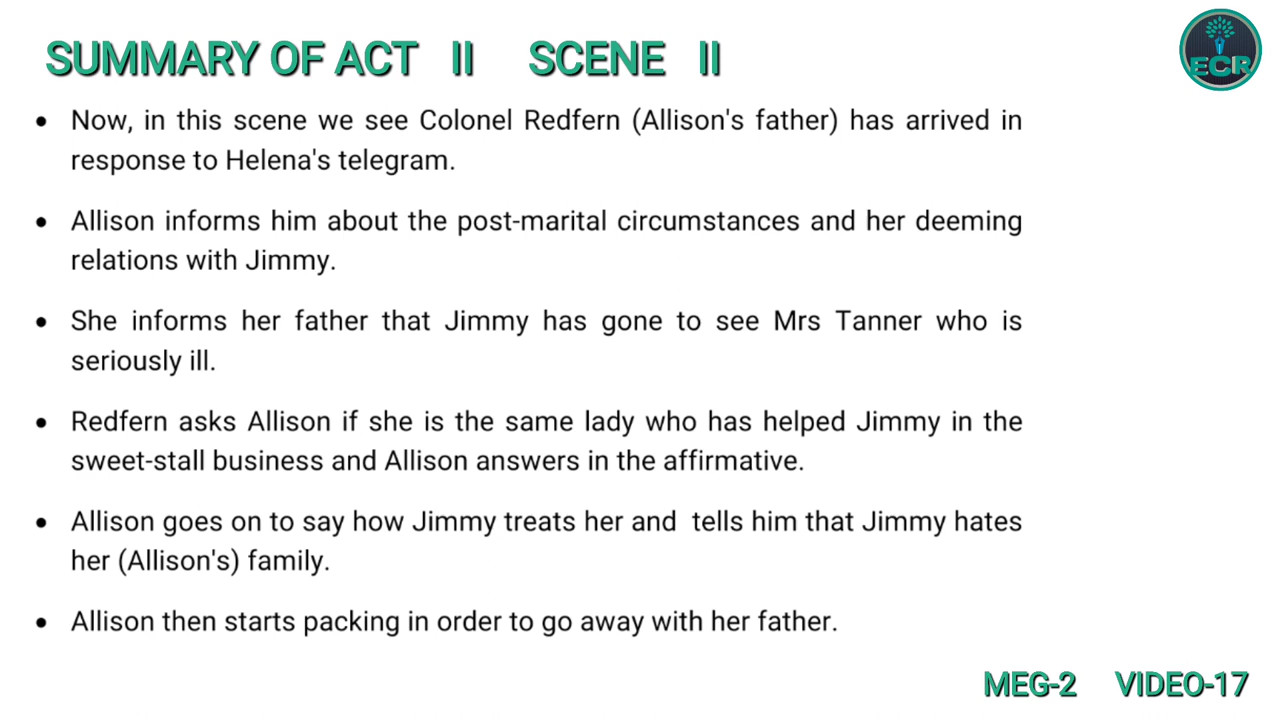 SUMMARY OF ACT II SCENE II
ECR
• Now, in this scene we see Colonel Redfern (Allison's father) has arrived in
response to Helena's telegram.
• Allison informs him about the post-marital circumstances and her deeming
relations with Jimmy.
• She informs her father that Jimmy has gone to see Mrs Tanner who is
seriously ill.
• Redfern asks Allison if she is the same lady who has helped Jimmy in the
sweet-stall business and Allison answers in the affirmative.
• Allison goes on to say how Jimmy treats her and tells him that Jimmy hates
her (Allison's) family.
• Allison then starts packing in order to go away with her father.
MEG-2 VIDEO-17